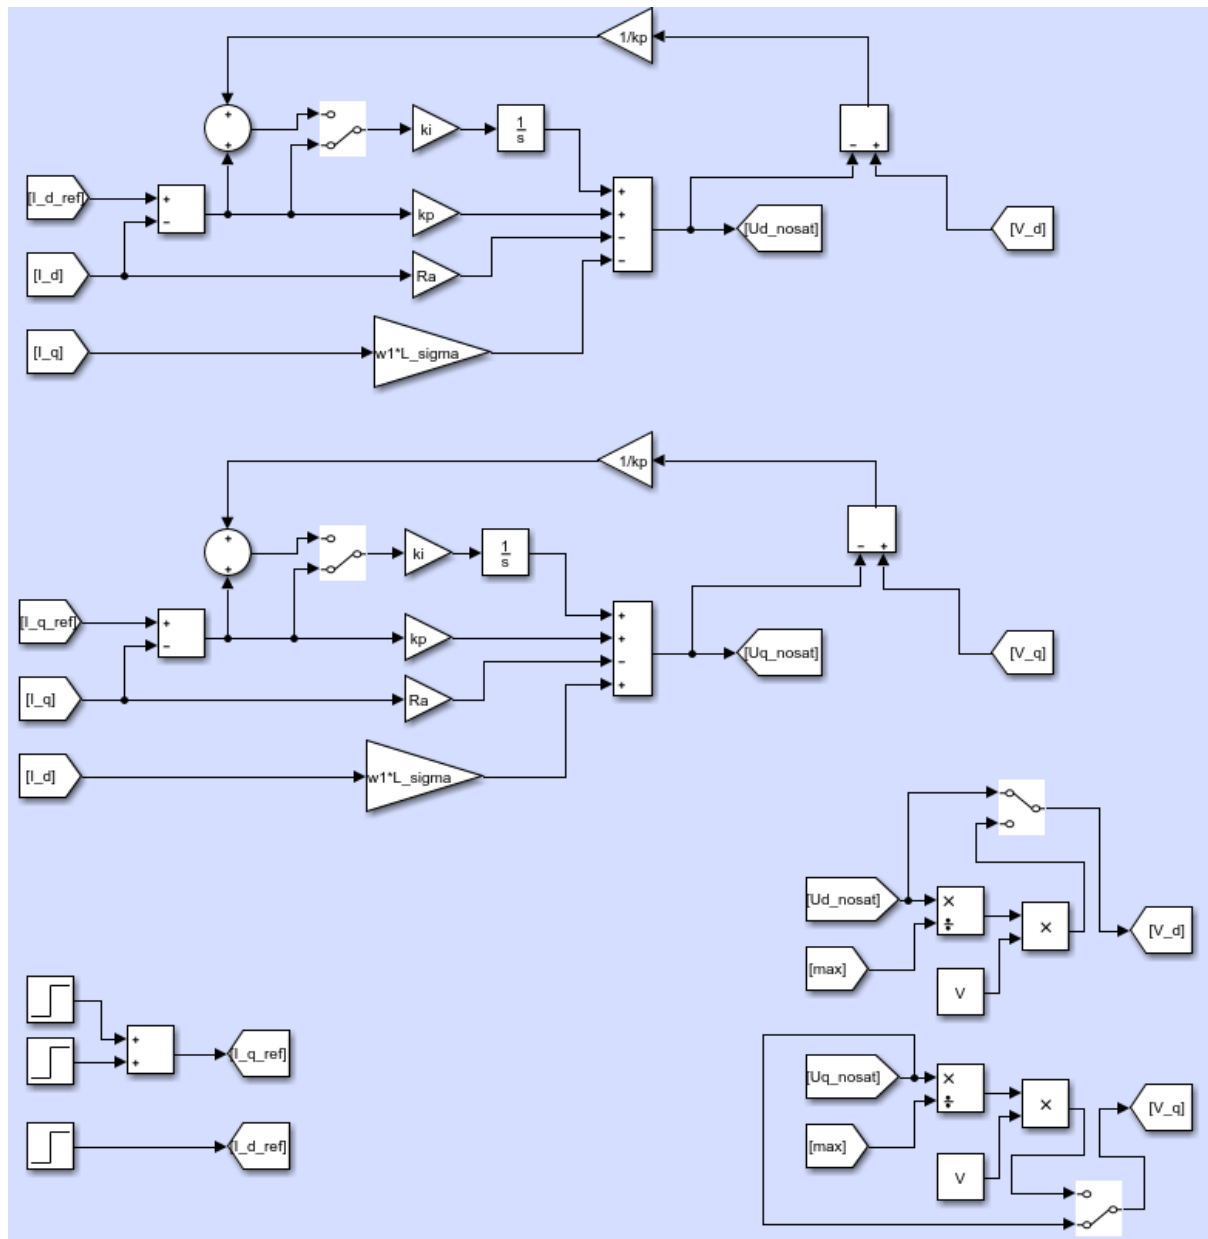 1/kp
+
+
ki
1
s
- +
[I_d_ref]
+
-
kp
+
+
-
-
[Ud_nosat]
[V_d]
[I_d]
Ra
[I_q]
w1*L_sigma
1/kp
+
+
ki
1
s
- +
[I_q_ref]
+
-
kp
+
+
-
+
[Uq_nosat]
[V_q]
[I_q]
Ra
[I_d]
w1*L_sigma
[Ud_nosat]
×
÷
×
[V_d]
[max]
V
+
+
[I_q_ref]
[Uq_nosat]
×
÷
×
[V_q]
[I_d_ref]
[max]
V